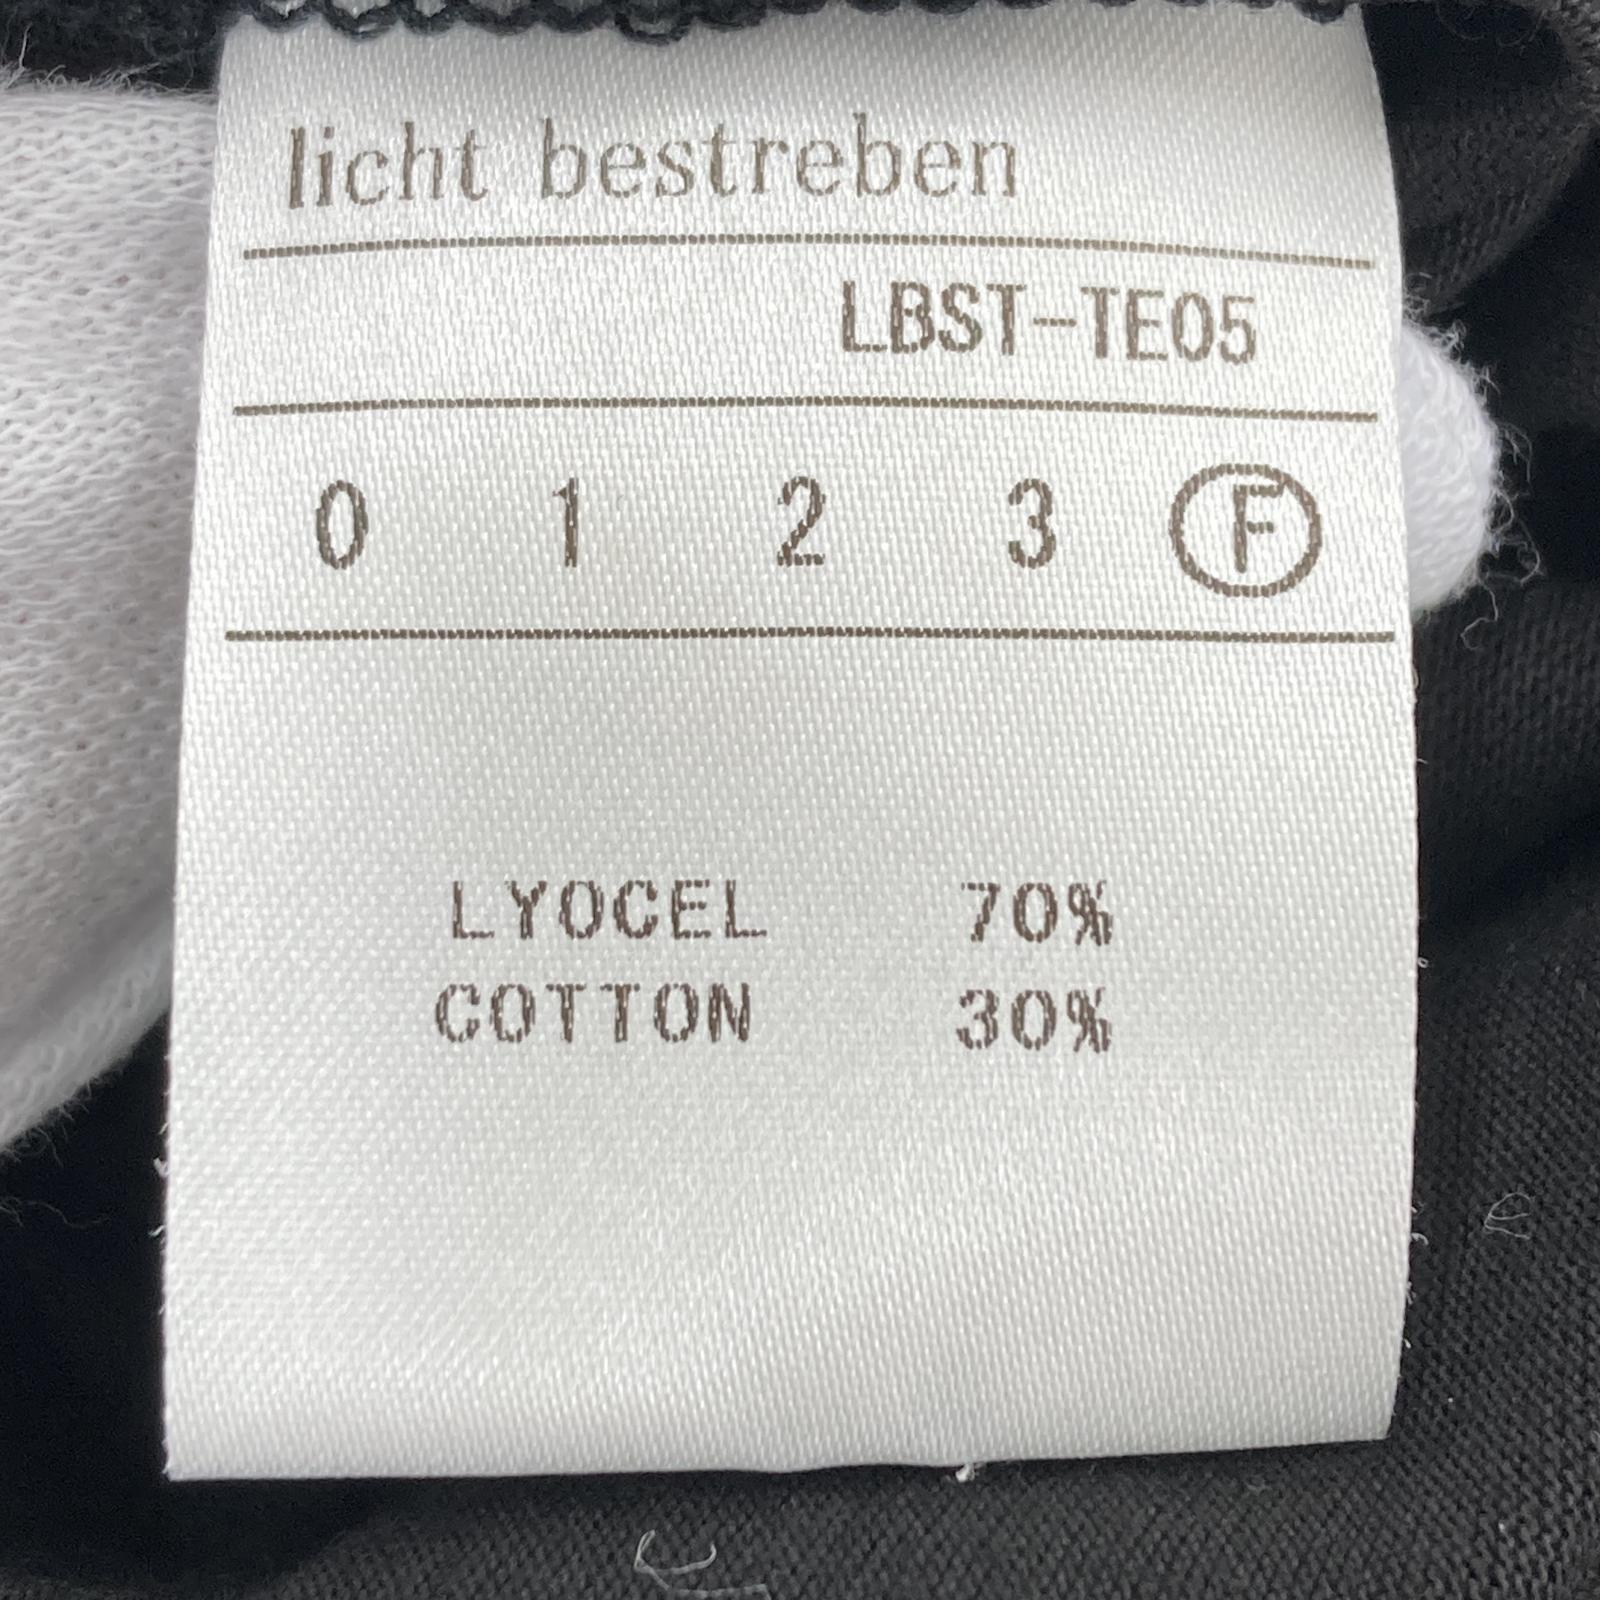 licht bestreben
LBST-TE05
0 1 2 3 F
LYOCEL 70%
COTTON 30%